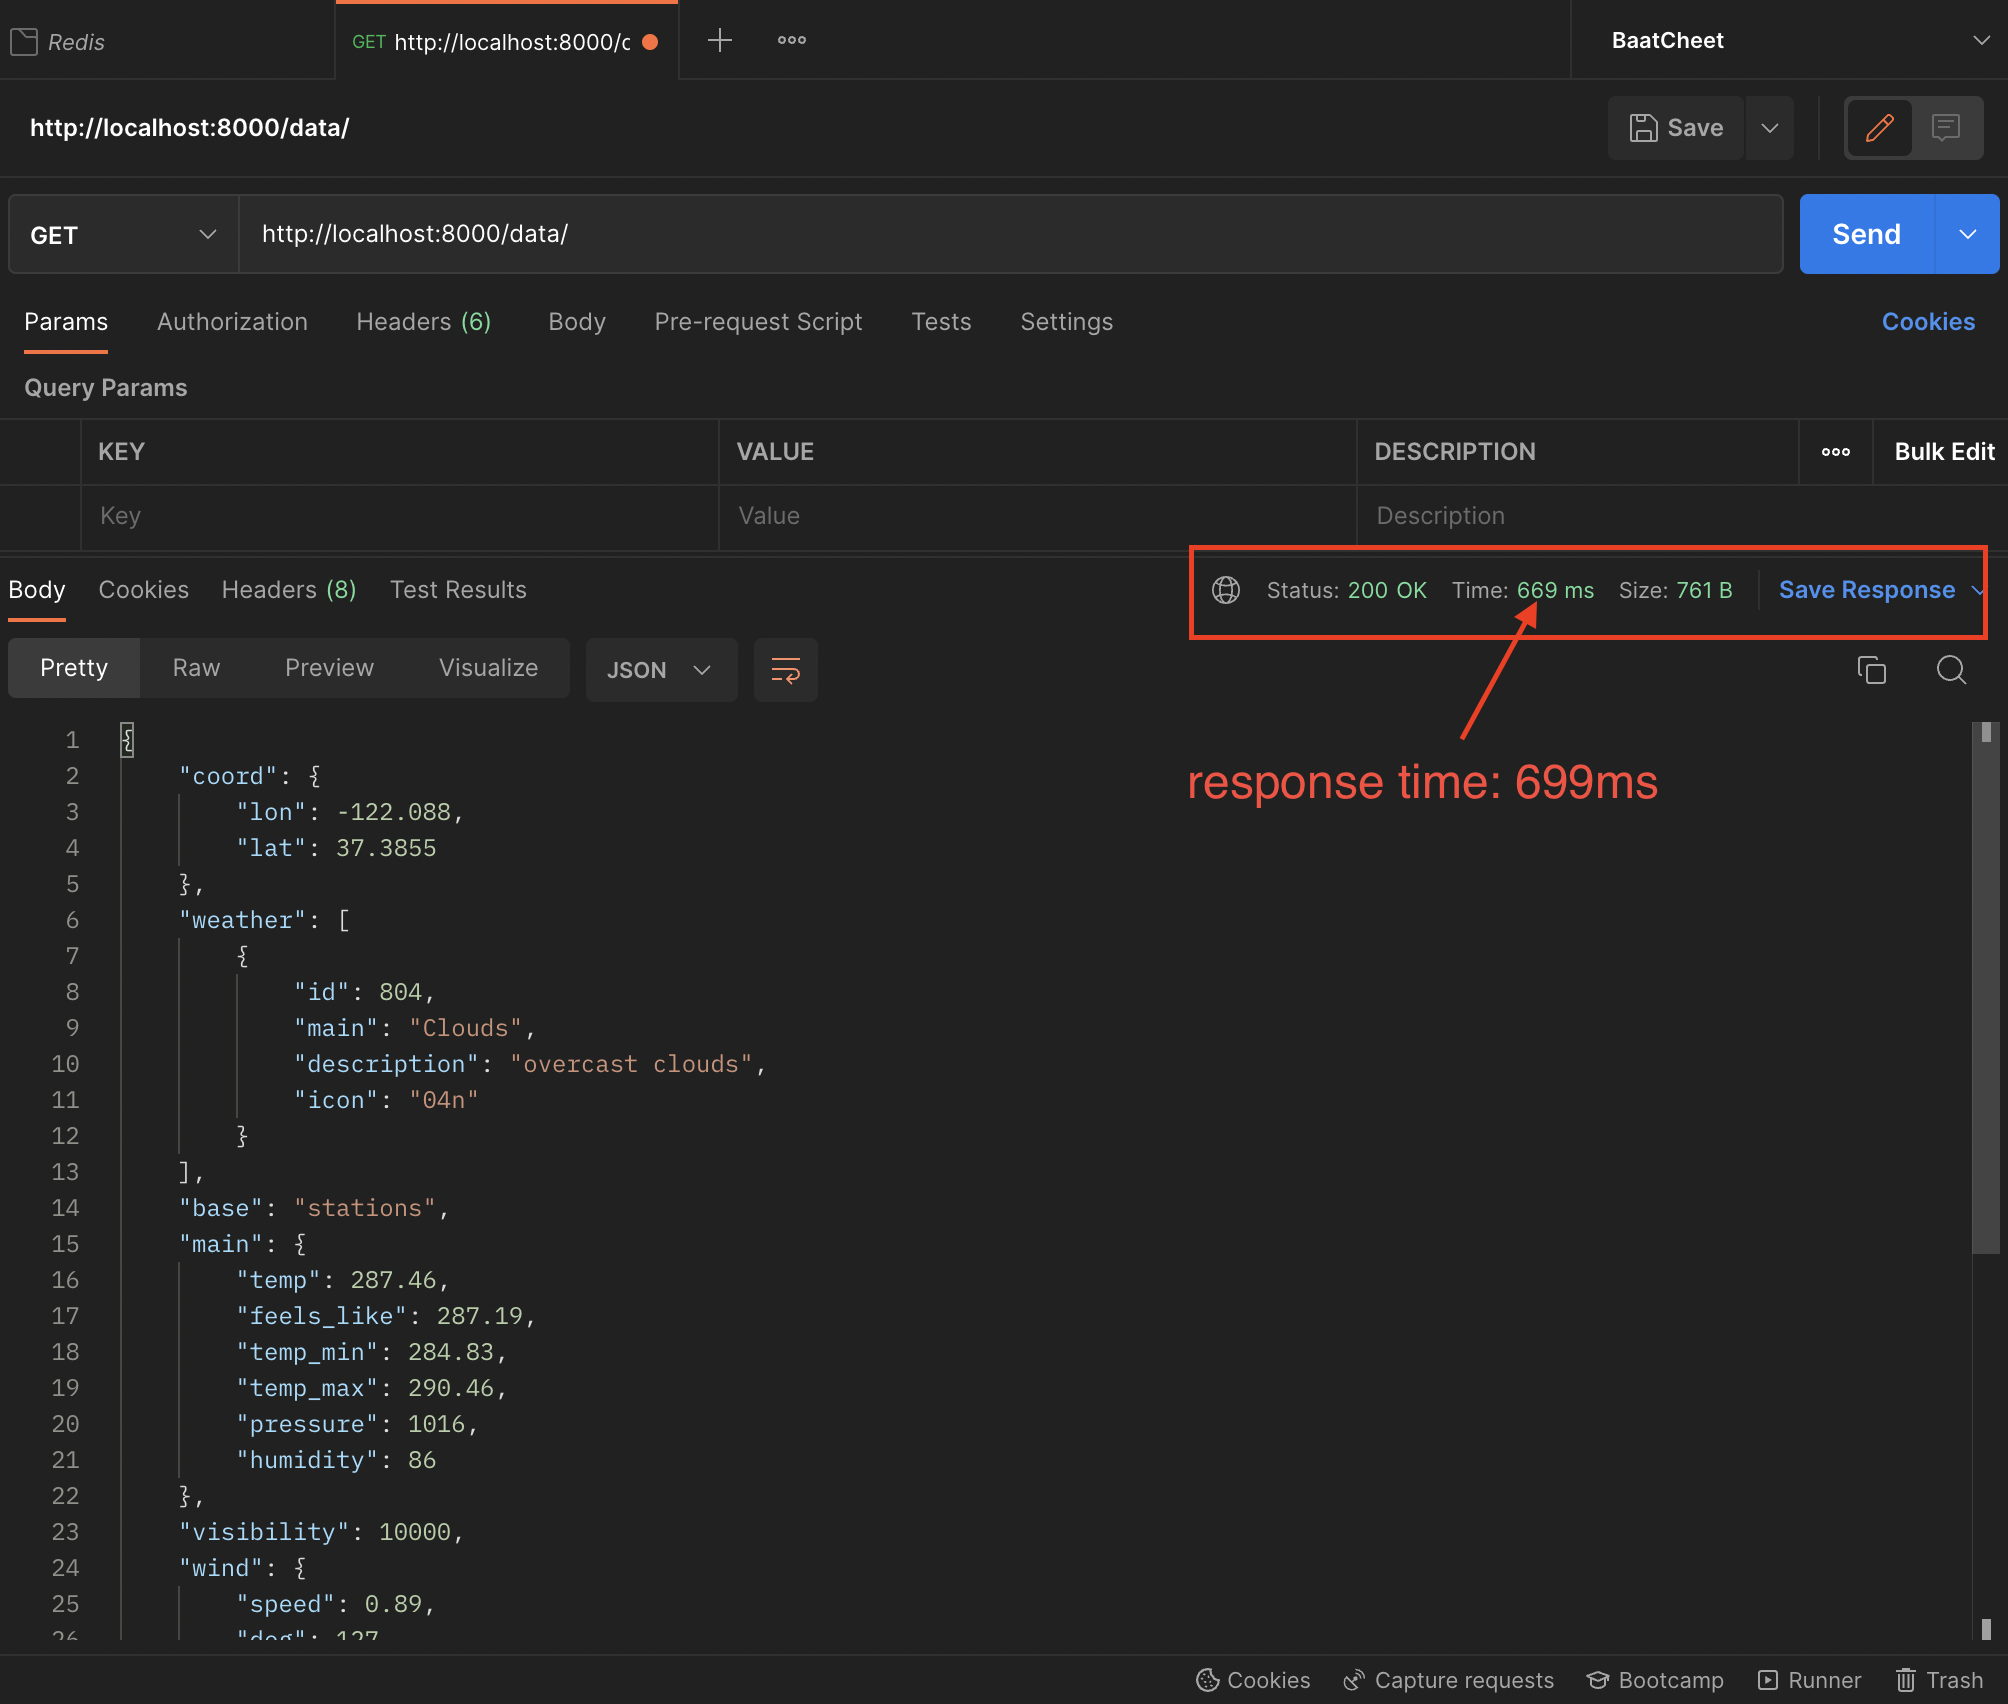 Redis
GET http://localhost:8000/c
BaatCheet
http://localhost:8000/data/
Save
GET
http://localhost:8000/data/
Send
Params Authorization Headers (6) Body Pre-request Script Tests Settings Cookies
Query Params
KEY VALUE DESCRIPTION Bulk Edit
Key Value Description
Body Cookies Headers (8) Test Results Status: 200 OK Time: 669 ms Size: 761 B Save Response
Pretty Raw Preview Visualize JSON
response time: 699ms
1 {
2 "coord": {
3 "lon": -122.088,
4 "lat": 37.3855
5 },
6 "weather": [
7 {
8 "id": 804,
9 "main": "Clouds",
10 "description": "overcast clouds",
11 "icon": "04n"
12 }
13 ],
14 "base": "stations",
15 "main": {
16 "temp": 287.46,
17 "feels_like": 287.19,
18 "temp_min": 284.83,
19 "temp_max": 290.46,
20 "pressure": 1016,
21 "humidity": 86
22 },
23 "visibility": 10000,
24 "wind": {
25 "speed": 0.89,
26 "deg": 127
Cookies Capture requests Bootcamp Runner Trash